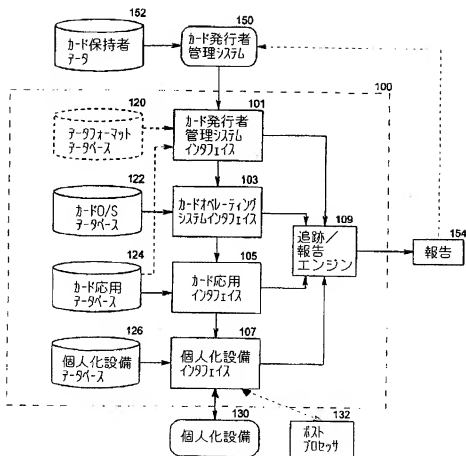 152
カード保持者
データ
150
カード発行者
管理システム
100
120
データフォーマット
データベース
101
カード発行者
管理システム
インタフェイス
122
カードO/S
データベース
103
カードオペレーティング
システムインタフェイス
109
追跡/
報告
エンジン
154
報告
124
カード応用
データベース
105
カード応用
インタフェイス
126
個人化設備
データベース
107
個人化設備
インタフェイス
130
個人化設備
132
ポスト
プロセッサ